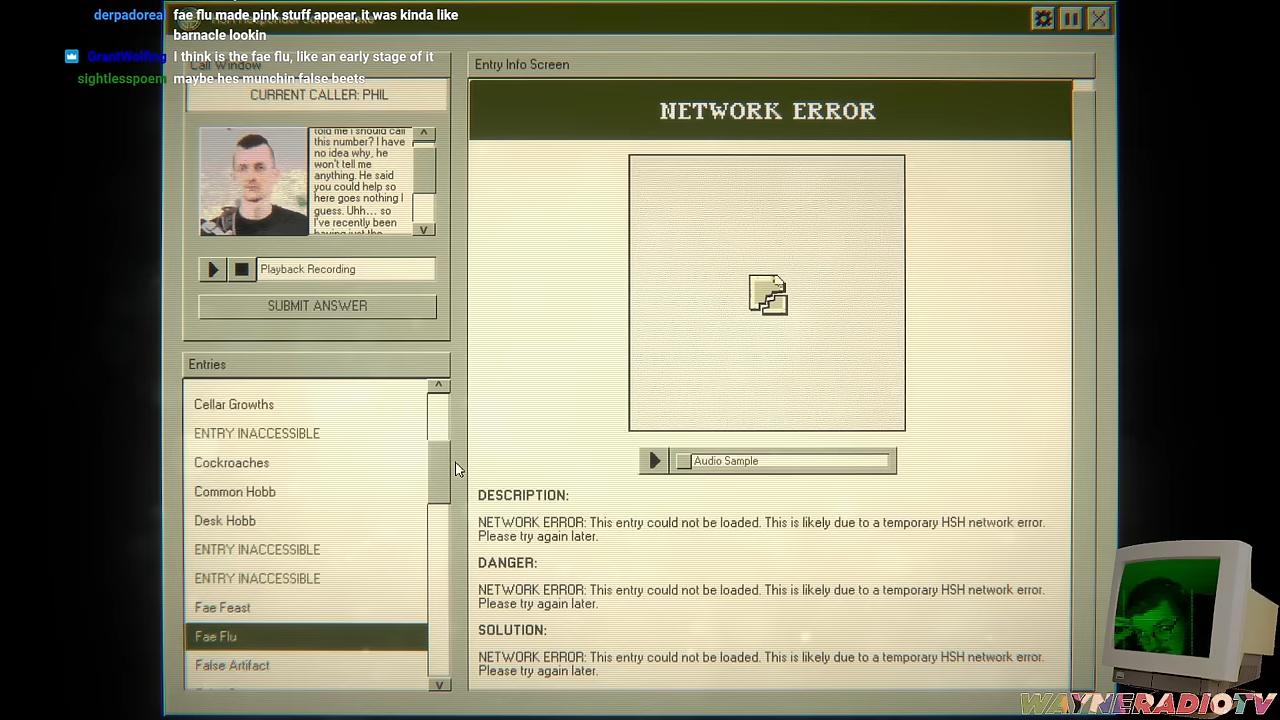 derpadorea fae flu made pink stuff appear, it was kinda like
barnacle lookin
GrantWolfing I think is the fae flu, like an early stage of it
sightlesspoem maybe hes munchin false beets
Call Window
CURRENT CALLER: PHIL
told me I should call
this number? I have
no idea why, he
won't tell me
anything. He said
you could help so
here goes nothing I
guess. Uhh... so
I've recently been
having just the
Playback Recording
SUBMIT ANSWER
Entries
Cellar Growths
ENTRY INACCESSIBLE
Cockroaches
Common Hobb
Desk Hobb
ENTRY INACCESSIBLE
ENTRY INACCESSIBLE
Fae Feast
Fae Flu
False Artifact
Entry Info Screen
NETWORK ERROR
Audio Sample
DESCRIPTION:
NETWORK ERROR: This entry could not be loaded. This is likely due to a temporary HSH network error.
Please try again later.
DANGER:
NETWORK ERROR: This entry could not be loaded. This is likely due to a temporary HSH network error.
Please try again later.
SOLUTION:
NETWORK ERROR: This entry could not be loaded. This is likely due to a temporary HSH network error.
Please try again later.
WAYNERADIOTV